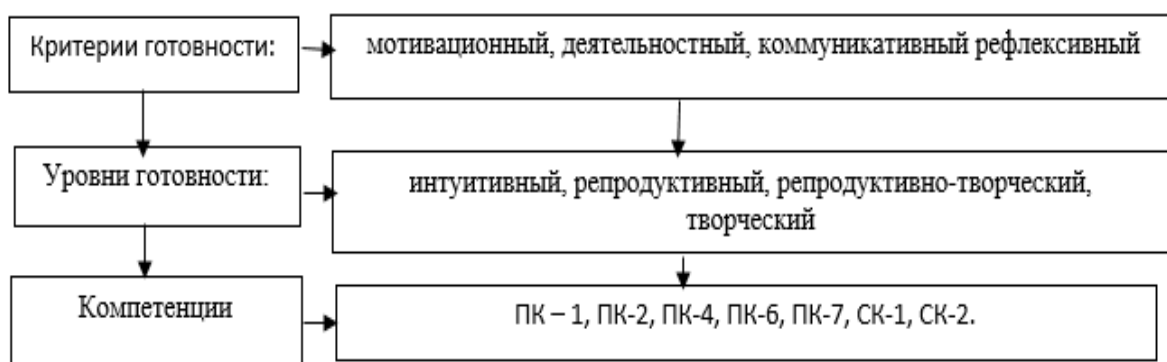 Критерии готовности:
мотивационный, деятельностный, коммуникативный рефлексивный
Уровни готовности:
интуитивный, репродуктивный, репродуктивно-творческий,
творческий
Компетенции
ПК – 1, ПК-2, ПК-4, ПК-6, ПК-7, СК-1, СК-2.